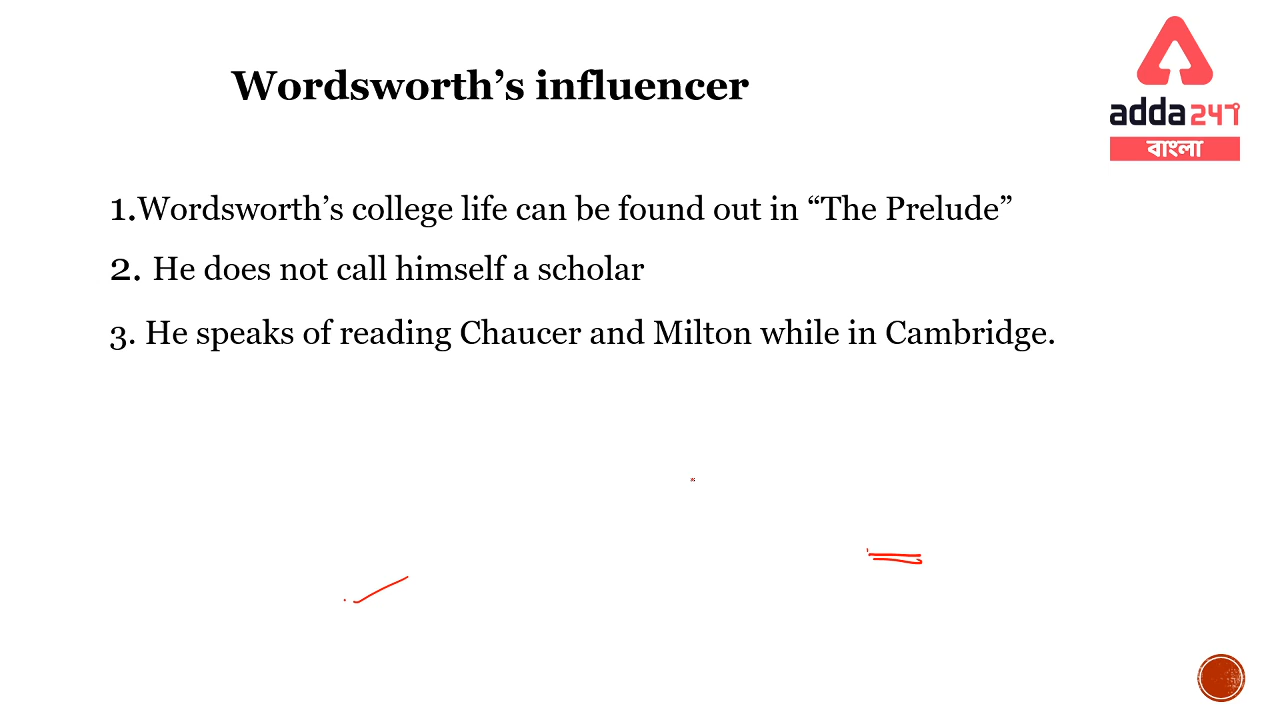 Wordsworth’s influencer
adda247
বাংলা
1.Wordsworth’s college life can be found out in “The Prelude”
2. He does not call himself a scholar
3. He speaks of reading Chaucer and Milton while in Cambridge.